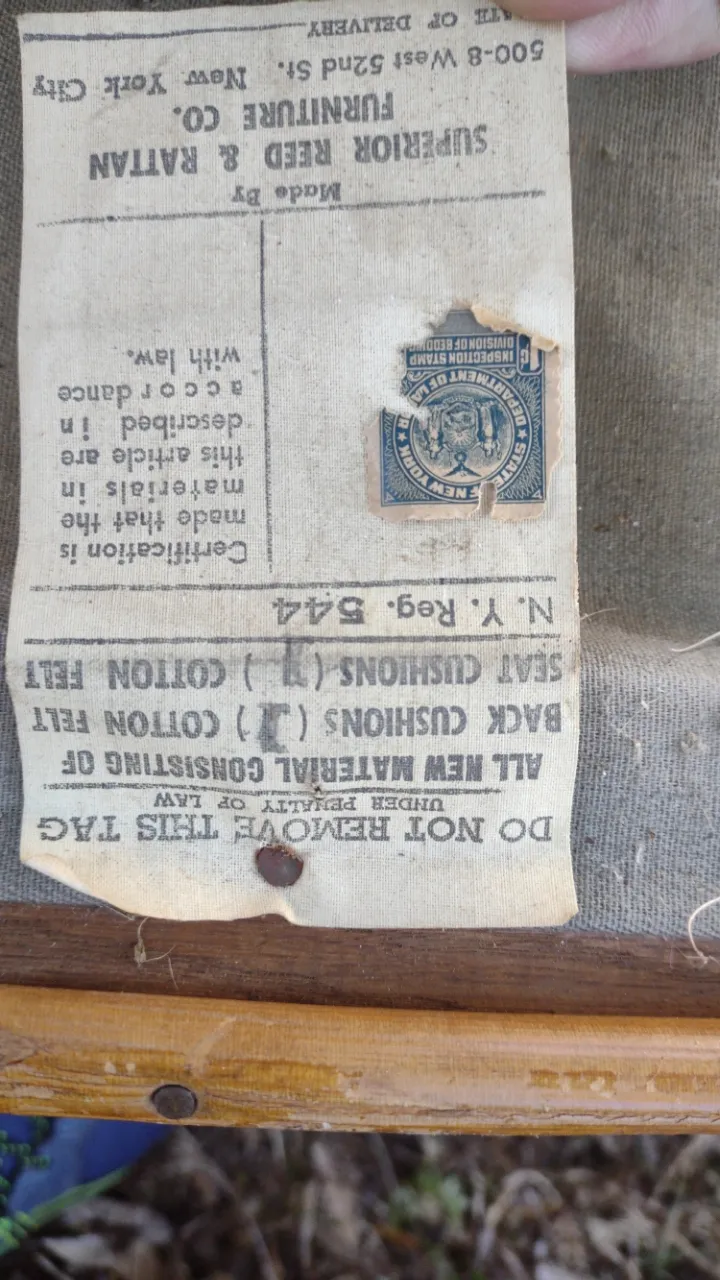 DO NOT REMOVE THIS TAG
UNDER PENALTY OF LAW
ALL NEW MATERIAL CONSISTING OF
BACK CUSHIONS (1) COTTON FELT
SEAT CUSHIONS (1) COTTON FELT
N. Y. Reg. 544
Certification is
made that the
materials in
this article are
described in
accordance
with law.
STATE OF NEW YORK
DEPARTMENT OF
1c
INSPECTION STAMP
DIVISION OF
Made By
SUPERIOR REED & RATTAN
FURNITURE CO.
500-8 West 52nd St. New York City
OF DELIVERY